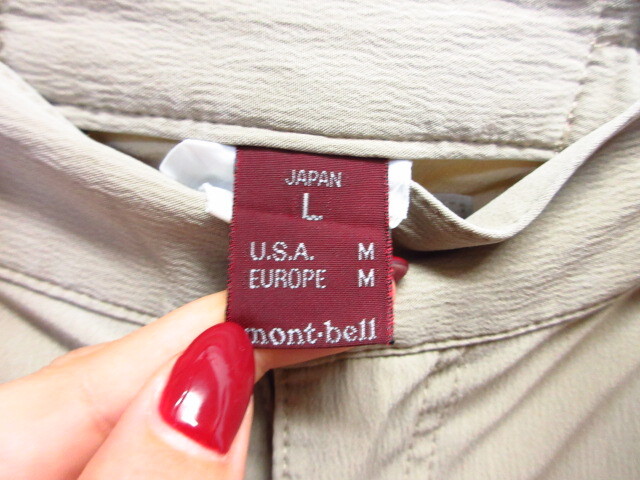 JAPAN
L
U.S.A. M
EUROPE M
mont·bell